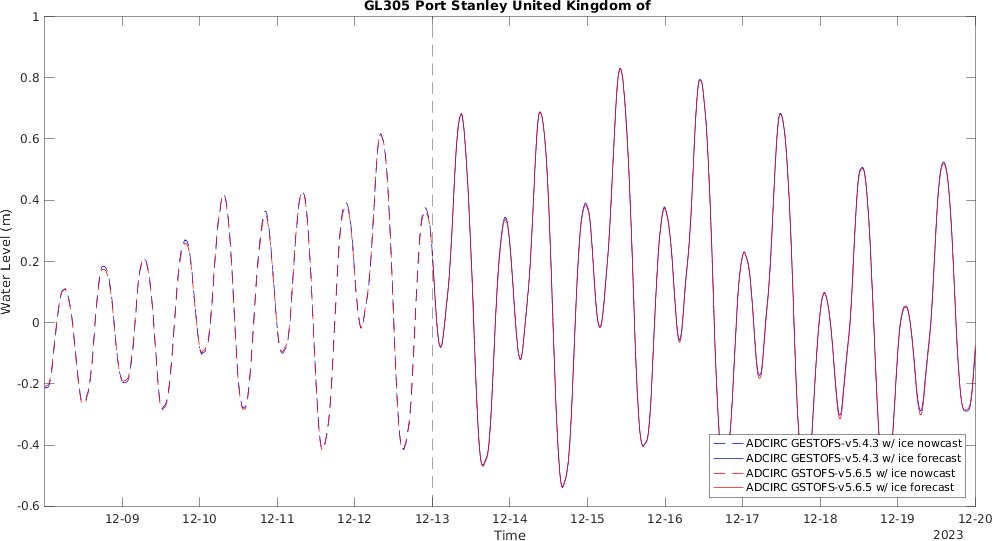 GL305 Port Stanley United Kingdom of
1
0.8
0.6
0.4
0.2
0
-0.2
-0.4
-0.6
Water Level (m)
12-09 12-10 12-11 12-12 12-13 12-14 12-15 12-16 12-17 12-18 12-19 12-20
Time
2023
ADCIRC GESTOFS-v5.4.3 w/ ice nowcast
ADCIRC GESTOFS-v5.4.3 w/ ice forecast
ADCIRC GSTOFS-v5.6.5 w/ ice nowcast
ADCIRC GSTOFS-v5.6.5 w/ ice forecast